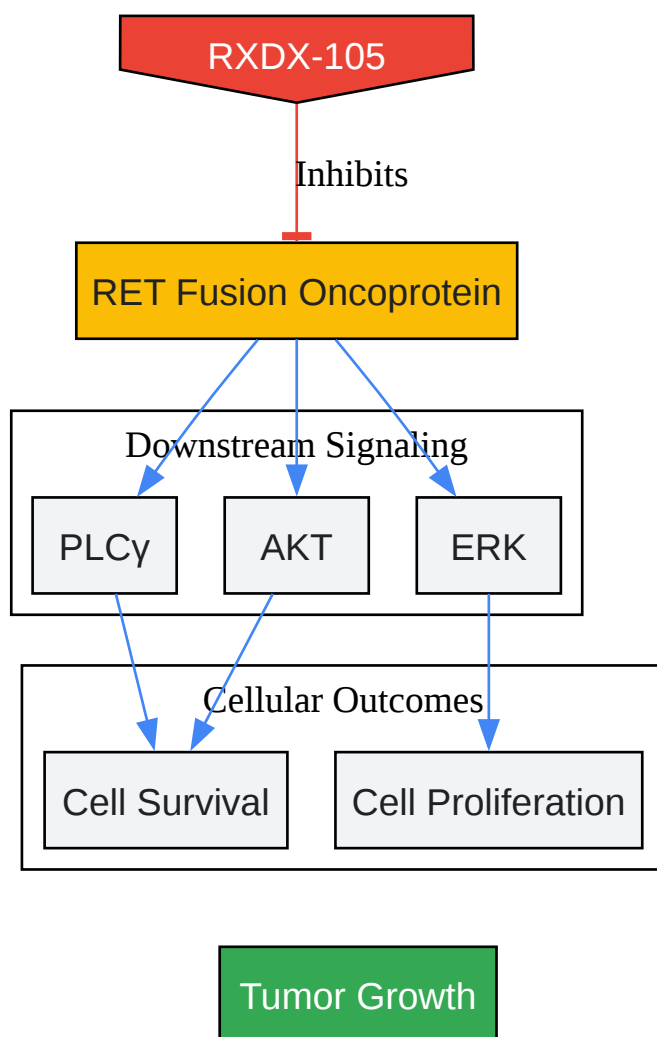 RXDX-105
Inhibits
RET Fusion Oncoprotein
Downstream Signaling
PLCγ
AKT
ERK
Cellular Outcomes
Cell Survival
Cell Proliferation
Tumor Growth